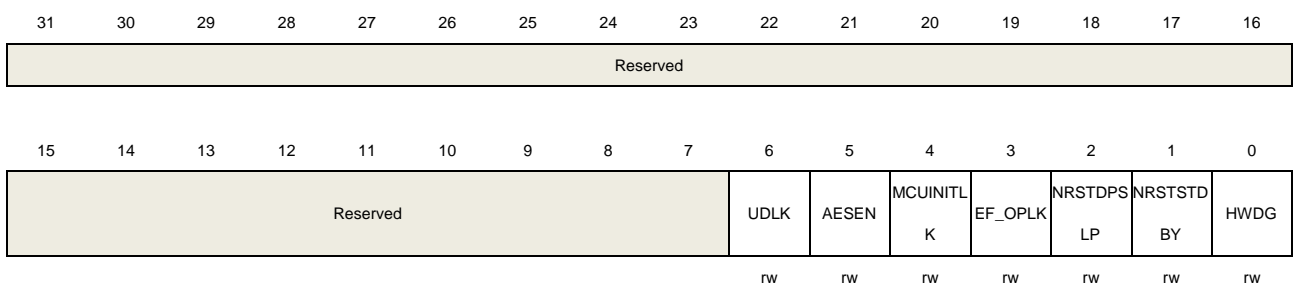 31 30 29 28 27 26 25 24 23 22 21 20 19 18 17 16
Reserved
15 14 13 12 11 10 9 8 7 6 5 4 3 2 1 0
Reserved UDLK AESEN MCUINITL K EF_OPLK NRSTDPS LP NRSTSTD BY HWDG
rw rw rw rw rw rw rw